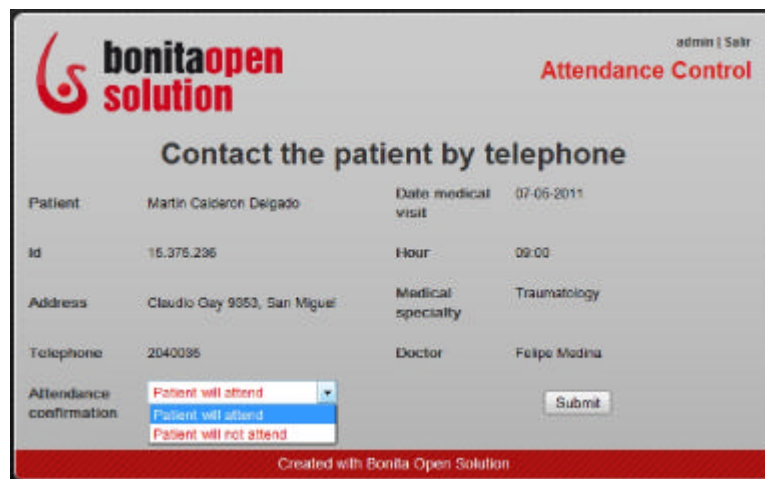 bonitaopen
solution
admin | Salir
Attendance Control
Contact the patient by telephone
Patient Martin Calderon Delgado Date medical visit 07-05-2011
Id 15.375.236 Hour 09:00
Address Claudio Gay 9353, San Miguel Medical specialty Traumatology
Telephone 2040035 Doctor Felipe Medina
Attendance confirmation Patient will attend Submit
Patient will attend
Patient will not attend
Created with Bonita Open Solution